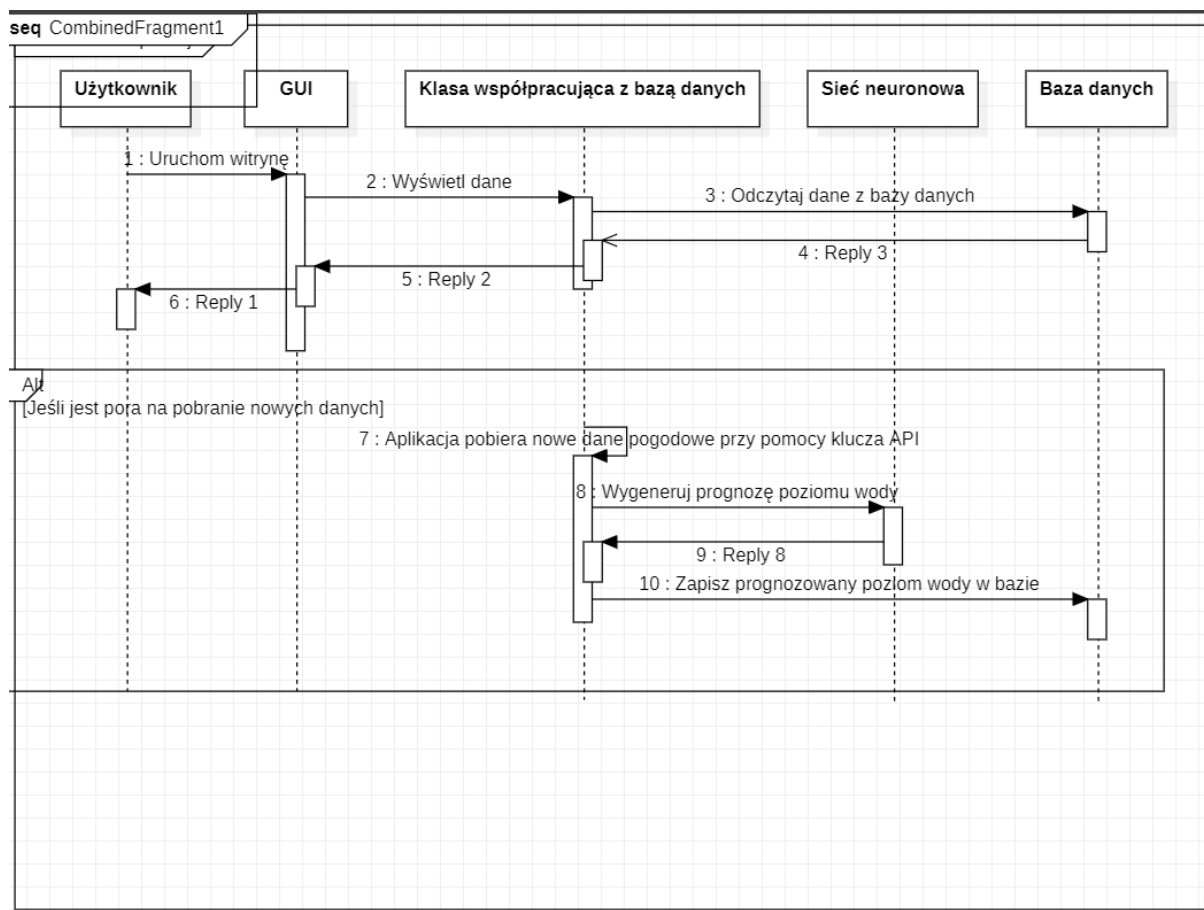 seq CombinedFragment1
Użytkownik
GUI
Klasa współpracująca z bazą danych
Sieć neuronowa
Baza danych
1 : Uruchom witrynę
2 : Wyświetl dane
3 : Odczytaj dane z bazy danych
4 : Reply 3
5 : Reply 2
6 : Reply 1
Alt
[Jeśli jest pora na pobranie nowych danych]
7 : Aplikacja pobiera nowe dane pogodowe przy pomocy klucza API
8 : Wygeneruj prognozę poziomu wody
9 : Reply 8
10 : Zapisz prognozowany poziom wody w bazie